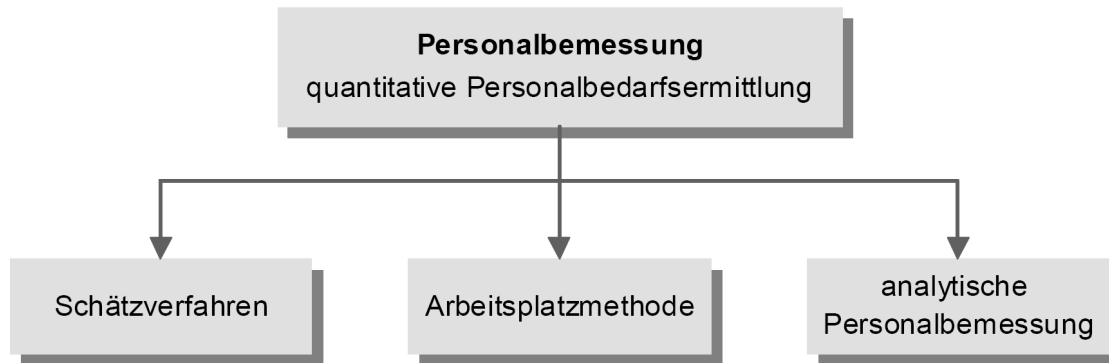 Personalbemessung
quantitative Personalbedarfsermittlung
Schätzverfahren
Arbeitsplatzmethode
analytische
Personalbemessung